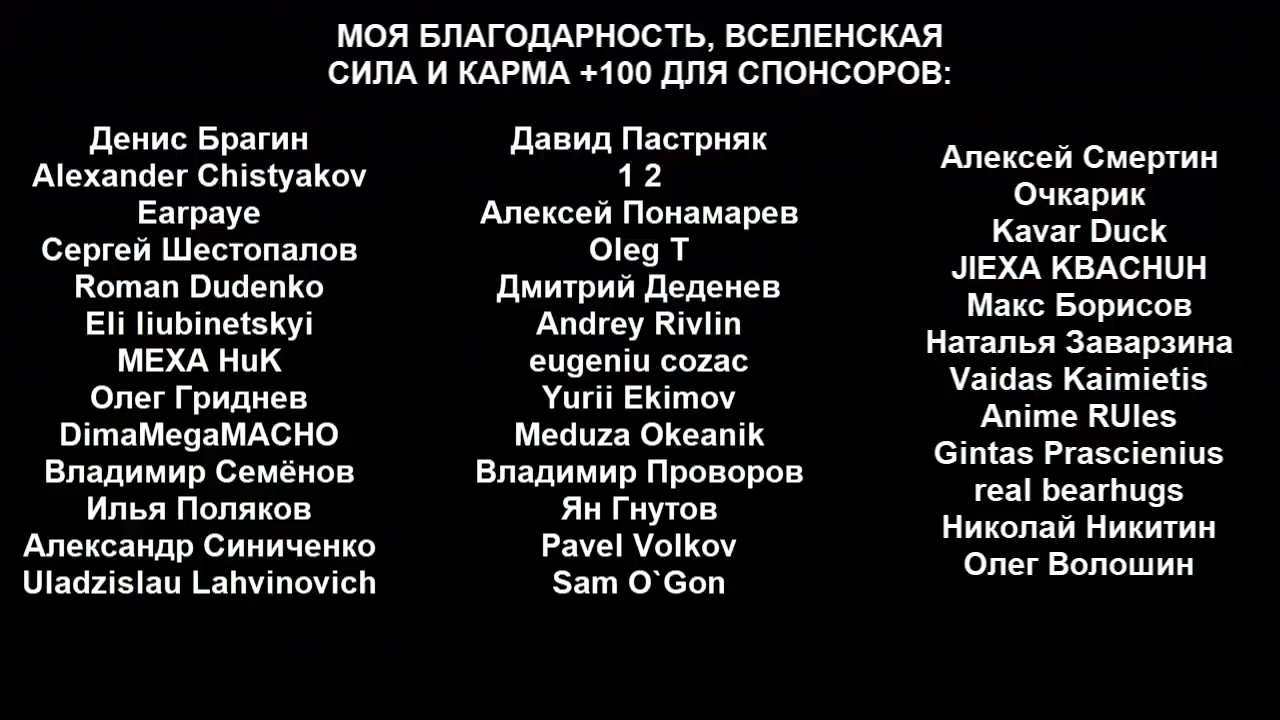 МОЯ БЛАГОДАРНОСТЬ, ВСЕЛЕНСКАЯ
СИЛА И КАРМА +100 ДЛЯ СПОНСОРОВ:
Денис Брагин
Alexander Chistyakov
Earpaye
Сергей Шестопалов
Roman Dudenko
Eli liubinetskyi
MEXA HuK
Олег Гриднев
DimaMegaMACHO
Владимир Семёнов
Илья Поляков
Александр Синиченко
Uladzislau Lahvinovich
Давид Пастрняк
1 2
Алексей Понамарев
Oleg T
Дмитрий Деденев
Andrey Rivlin
eugeniu cozac
Yurii Ekimov
Meduza Okeanik
Владимир Проворов
Ян Гнутов
Pavel Volkov
Sam O`Gon
Алексей Смертин
Очкарик
Kavar Duck
JIEXA KBACHUH
Макс Борисов
Наталья Заварзина
Vaidas Kaimietis
Anime RUles
Gintas Prascienius
real bearhugs
Николай Никитин
Олег Волошин